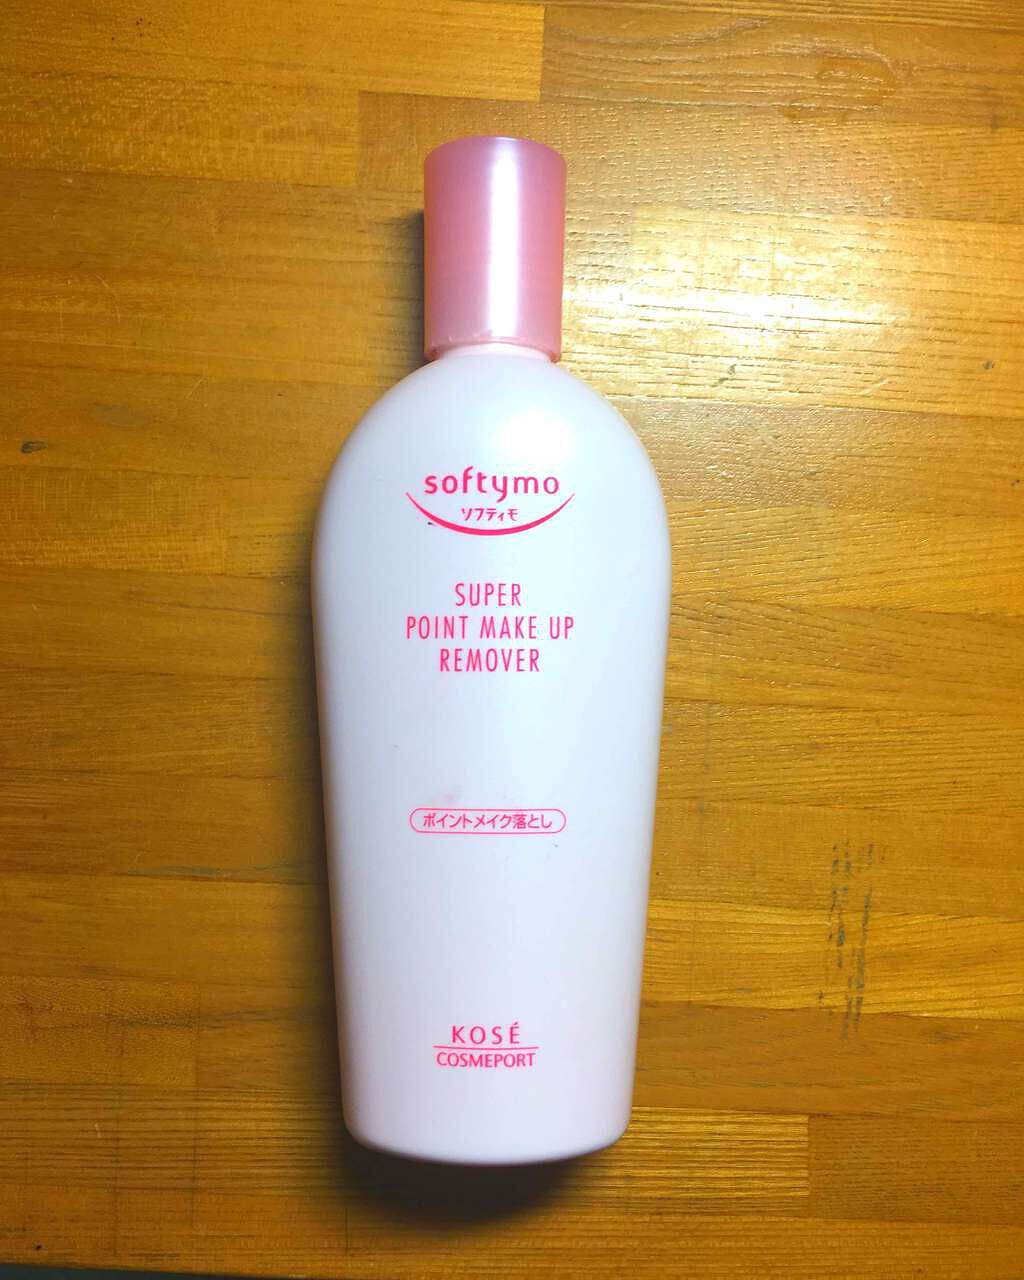 softymo
ソフティモ
SUPER
POINT MAKE UP
REMOVER
ポイントメイク落とし
KOSÉ
COSMEPORT